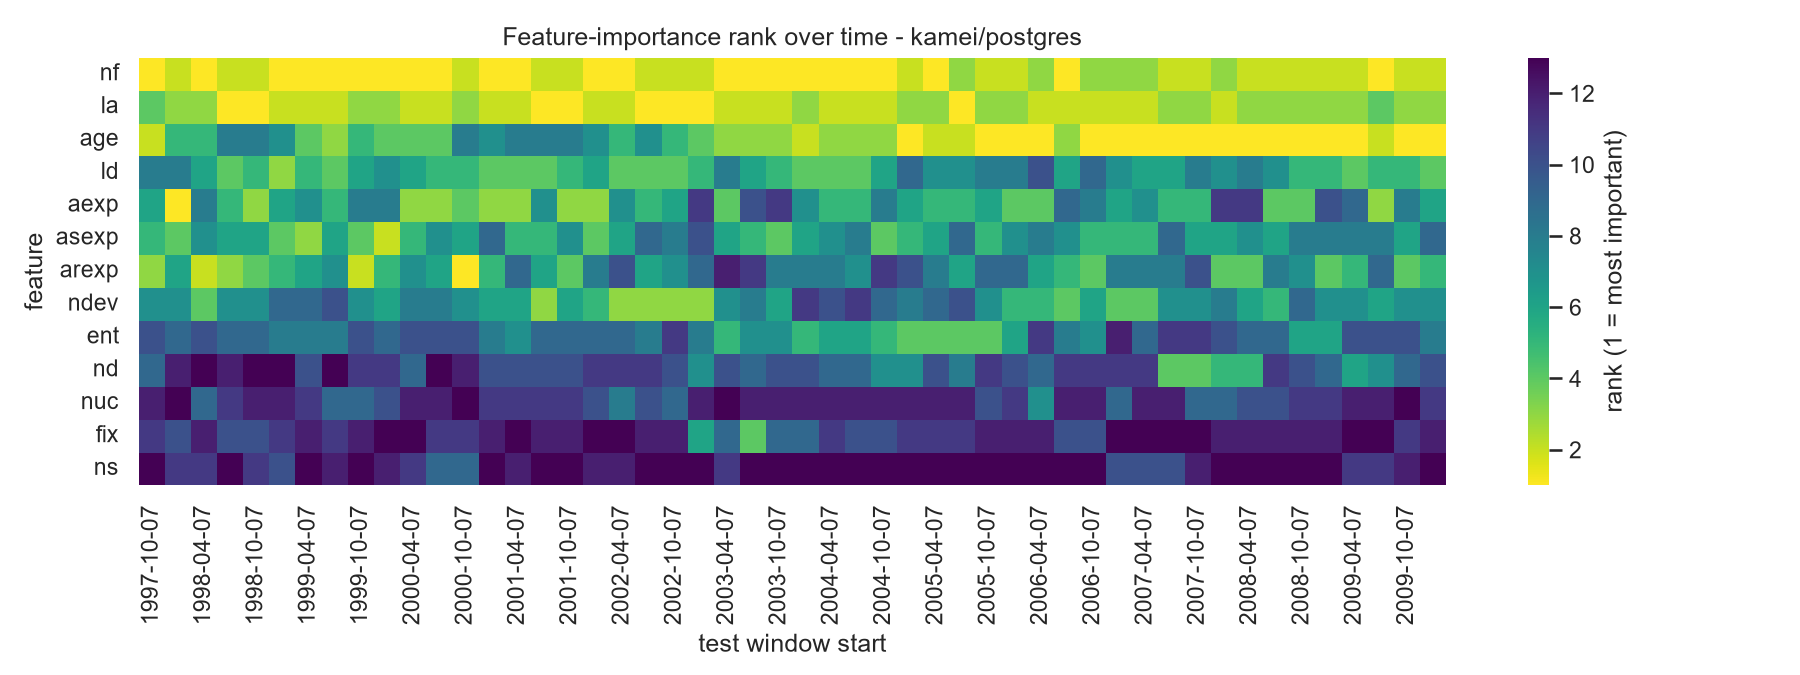 Feature-importance rank over time - kamei/postgres
feature
nf
la
age
ld
aexp
asexp
arexp
ndev
ent
nd
nuc
fix
ns
1997-10-07
1998-04-07
1998-10-07
1999-04-07
1999-10-07
2000-04-07
2000-10-07
2001-04-07
2001-10-07
2002-04-07
2002-10-07
2003-04-07
2003-10-07
2004-04-07
2004-10-07
2005-04-07
2005-10-07
2006-04-07
2006-10-07
2007-04-07
2007-10-07
2008-04-07
2008-10-07
2009-04-07
2009-10-07
test window start
12
10
8
6
4
2
rank (1 = most important)